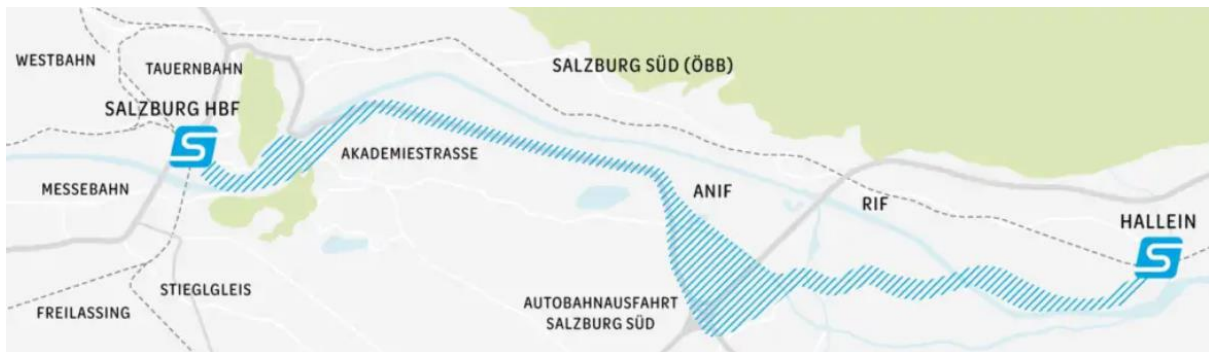 WESTBAHN
TAUERNBAHN
SALZBURG SÜD (ÖBB)
SALZBURG HBF
S
AKADEMIESTRASSE
MESSEBAHN
ANIF
RIF
HALLEIN
S
STIEGLGLEIS
FREILASSING
AUTOBAHNAUSFAHRT
SALZBURG SÜD